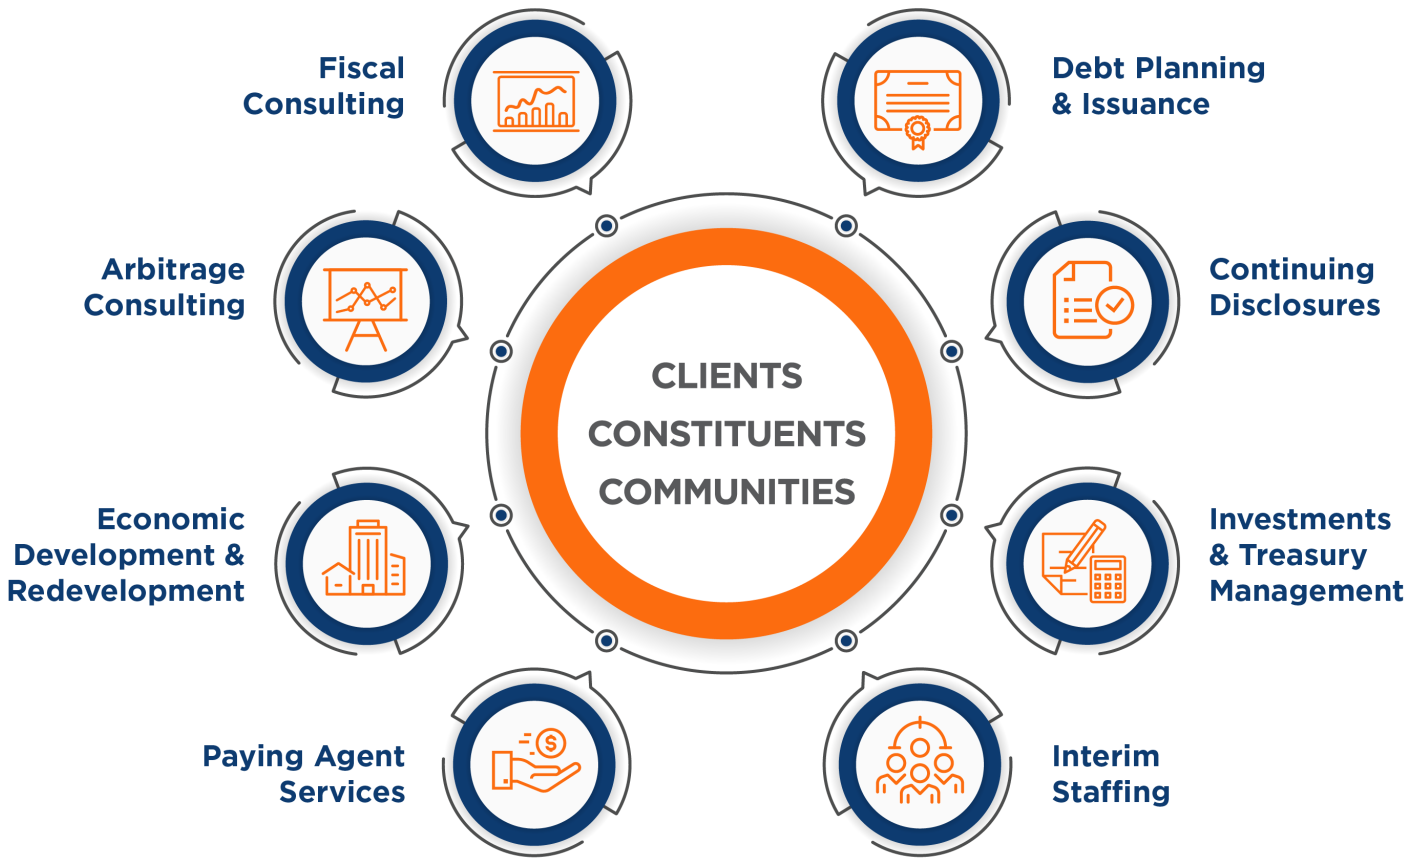 Fiscal
Consulting
Debt Planning
& Issuance
Arbitrage
Consulting
Continuing
Disclosures
CLIENTS
CONSTITUENTS
COMMUNITIES
Economic
Development &
Redevelopment
Investments
& Treasury
Management
Paying Agent
Services
$
Interim
Staffing